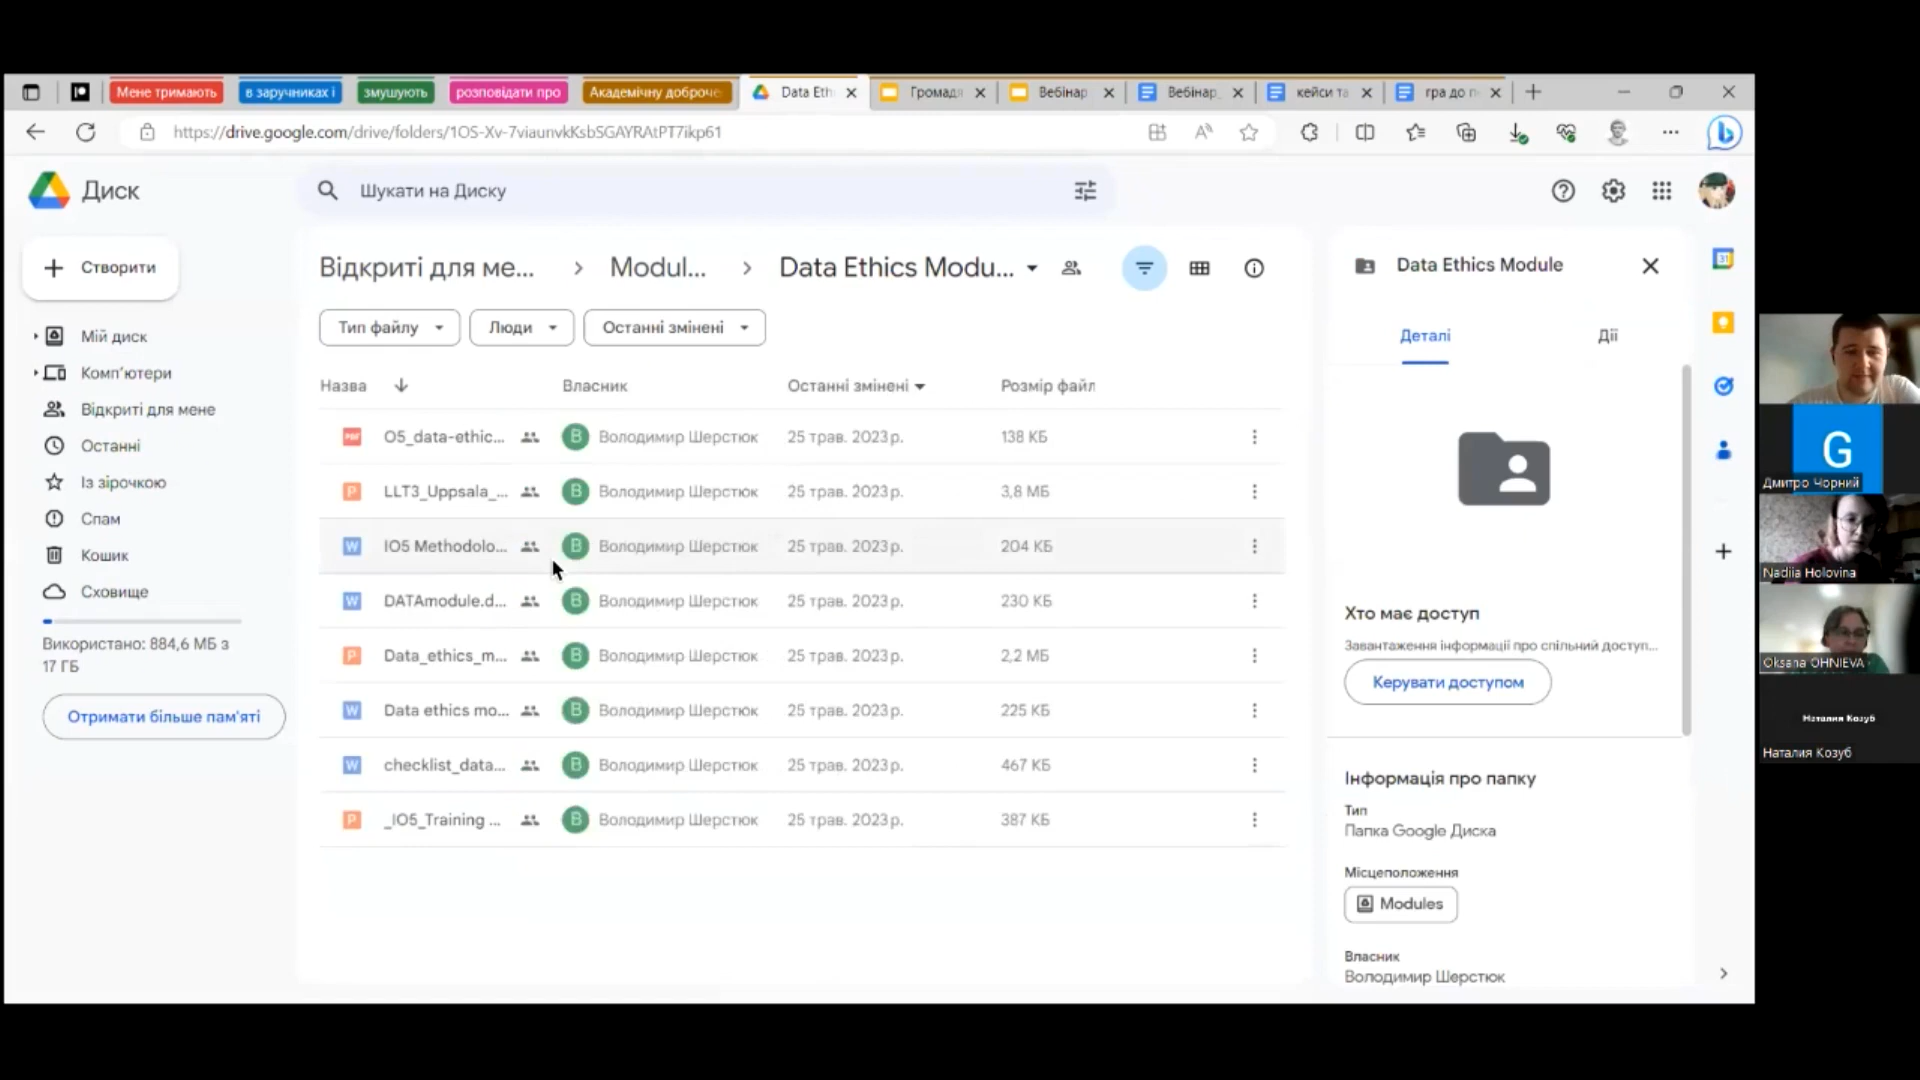 Мене тримають
в заручниках і
змушують
розповідати про
Академічну доброче
Data Eth
Громадя
Вебінар
Вебінар_
кейси та
гра до п
https://drive.google.com/drive/folders/1OS-Xv-7viaunvkKsbSGAYRAtPT7ikp61
Диск
Шукати на Диску
Створити
Мій диск
Комп'ютери
Відкриті для мене
Останні
Із зірочкою
Спам
Кошик
Сховище
Використано: 884,6 МБ з
17 ГБ
Отримати більше пам'яті
Відкриті для ме... > Modul... > Data Ethics Modu...
Тип файлу
Люди
Останні змінені
Назва Власник Останні змінені Розмір файл
O5_data-ethic... В Володимир Шерстюк 25 трав. 2023 р. 138 КБ
LLT3_Uppsala_... В Володимир Шерстюк 25 трав. 2023 р. 3,8 МБ
IO5 Methodolo... В Володимир Шерстюк 25 трав. 2023 р. 204 КБ
DATAmodule.d... В Володимир Шерстюк 25 трав. 2023 р. 230 КБ
Data_ethics_m... В Володимир Шерстюк 25 трав. 2023 р. 2,2 МБ
Data ethics mo... В Володимир Шерстюк 25 трав. 2023 р. 225 КБ
checklist_data... В Володимир Шерстюк 25 трав. 2023 р. 467 КБ
_IO5_Training ... В Володимир Шерстюк 25 трав. 2023 р. 387 КБ
Data Ethics Module
Деталі
Дії
Хто має доступ
Завантаження інформації про спільний доступ...
Керувати доступом
Інформація про папку
Тип
Папка Google Диска
Місцеположення
Modules
Власник
Володимир Шерстюк
31
G
Дмитро Чорний
Nadiia Holovina
Oksana OHNIEVA
Наталия Козуб
Наталия Козуб